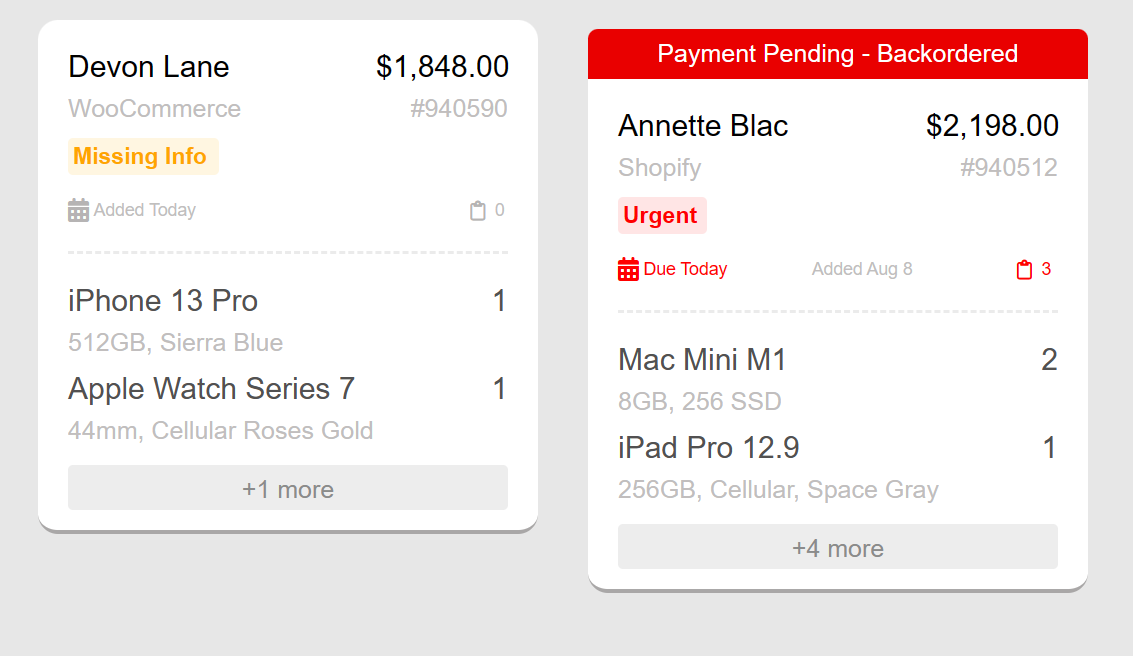 Devon Lane $1,848.00
WooCommerce #940590
Missing Info
Added Today 0
iPhone 13 Pro 1
512GB, Sierra Blue
Apple Watch Series 7 1
44mm, Cellular Roses Gold
+1 more
Payment Pending - Backordered
Annette Blac $2,198.00
Shopify #940512
Urgent
Due Today Added Aug 8 3
Mac Mini M1 2
8GB, 256 SSD
iPad Pro 12.9 1
256GB, Cellular, Space Gray
+4 more